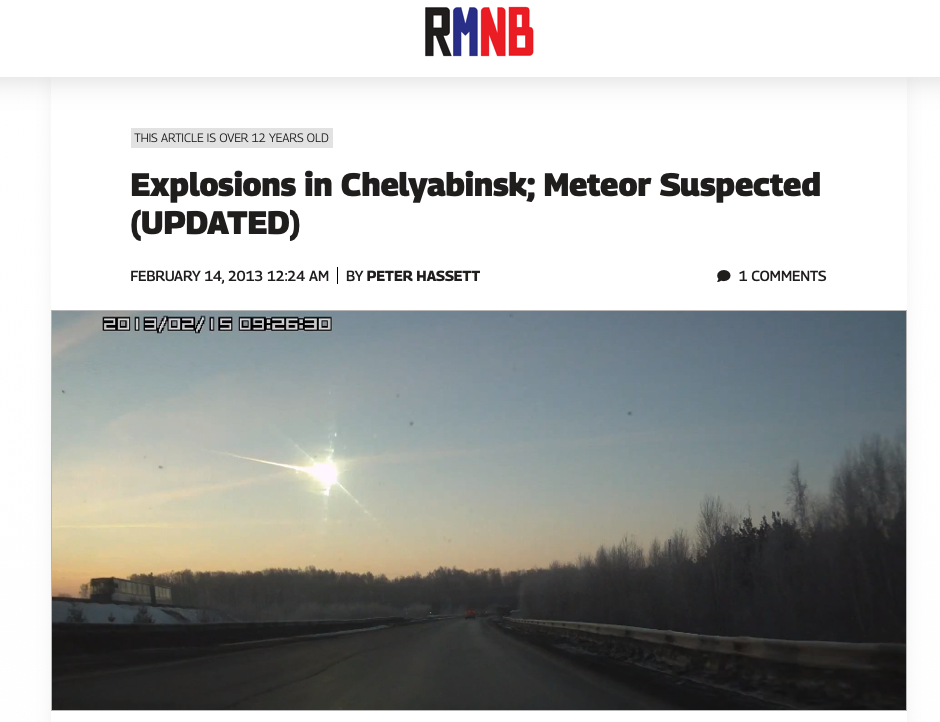 RMNB
THIS ARTICLE IS OVER 12 YEARS OLD
Explosions in Chelyabinsk; Meteor Suspected
(UPDATED)
FEBRUARY 14, 2013 12:24 AM | BY PETER HASSETT
1 COMMENTS
2013/02/15 09:26:30